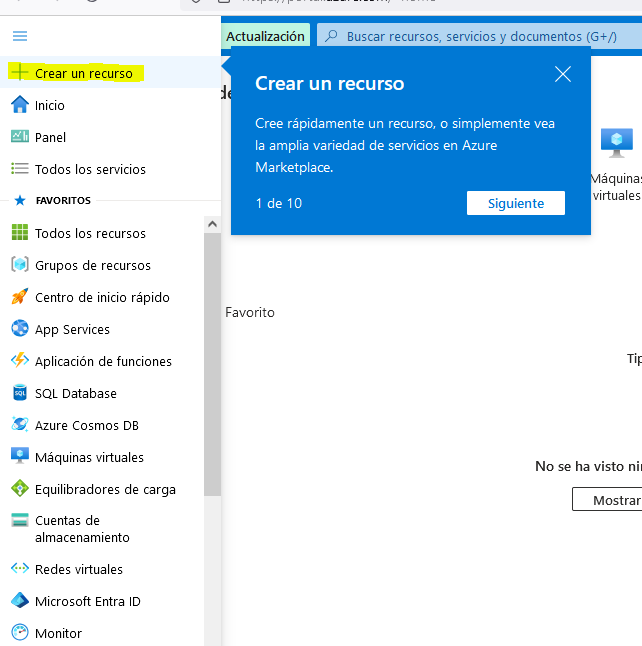 Actualización
Buscar recursos, servicios y documentos (G+/)
Crear un recurso
Inicio
Panel
Todos los servicios
FAVORITOS
Todos los recursos
Grupos de recursos
Centro de inicio rápido
App Services
Aplicación de funciones
SQL
SQL Database
Azure Cosmos DB
Máquinas virtuales
Equilibradores de carga
Cuentas de
almacenamiento
Redes virtuales
Microsoft Entra ID
Monitor
de
Crear un recurso
Cree rápidamente un recurso, o simplemente vea
la amplia variedad de servicios en Azure
Marketplace.
1 de 10
Siguiente
Máquinas
virtuales
Favorito
No se ha visto
Mostrar